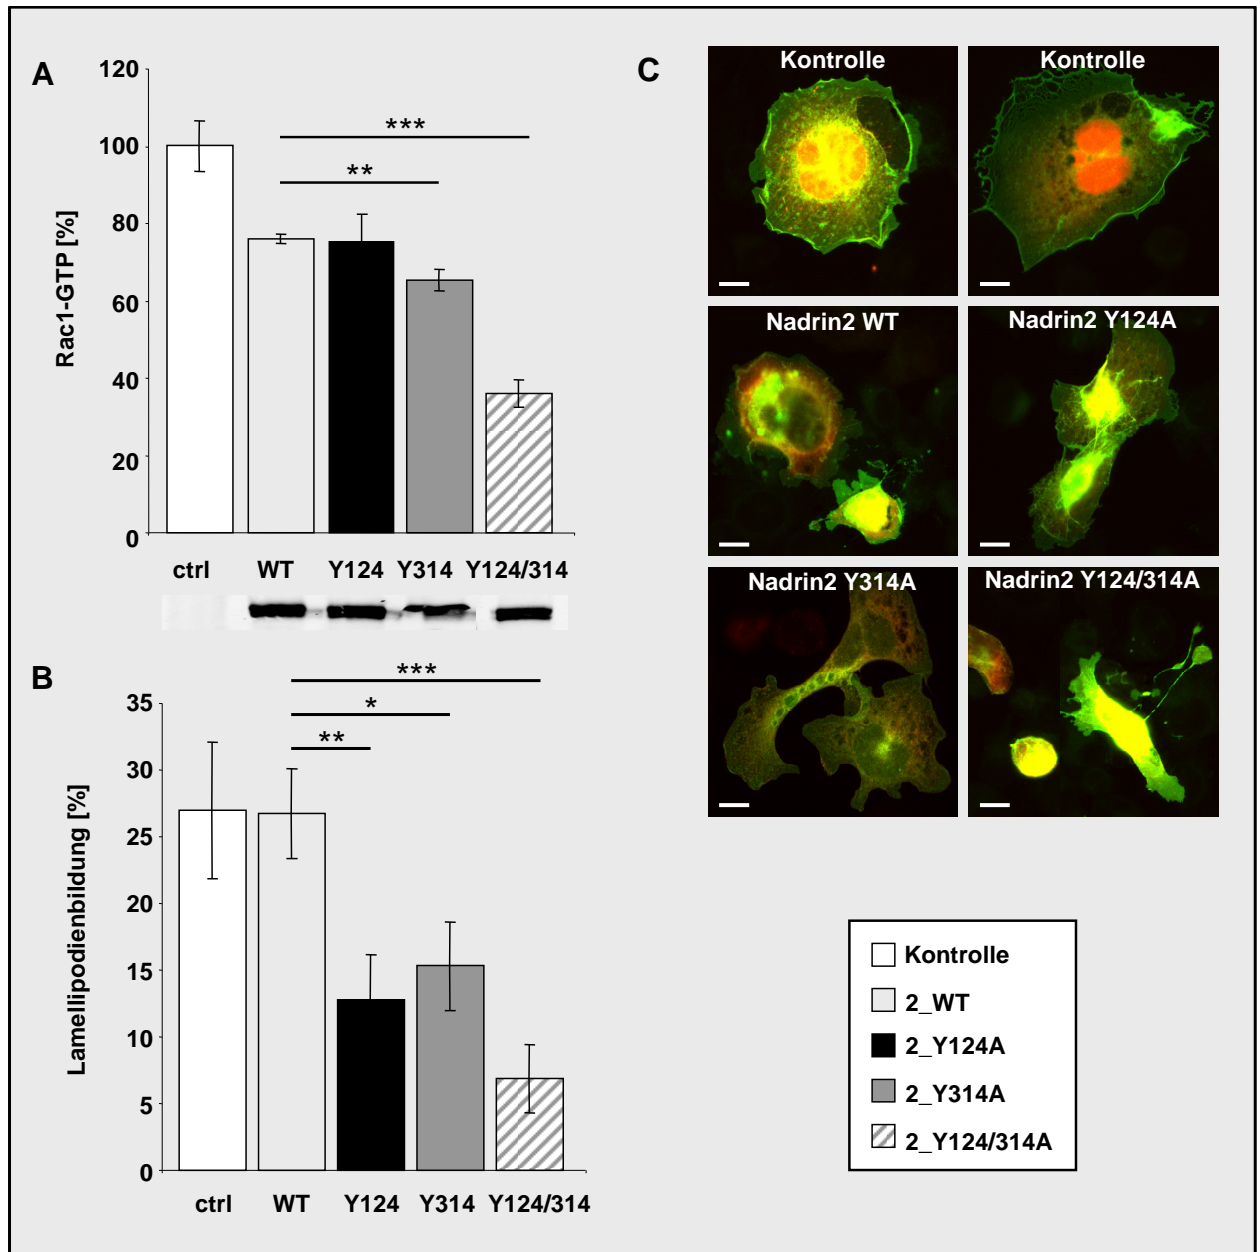 A
Rac1-GTP [%]
120
100
80
60
40
20
0
***
**
ctrl WT Y124 Y314 Y124/314
B
Lamellipodienbildung [%]
35
30
25
20
15
10
5
0
***
*
**
ctrl WT Y124 Y314 Y124/314
C
Kontrolle Kontrolle
Nadrin2 WT Nadrin2 Y124A
Nadrin2 Y314A Nadrin2 Y124/314A
Kontrolle
2_WT
2_Y124A
2_Y314A
2_Y124/314A